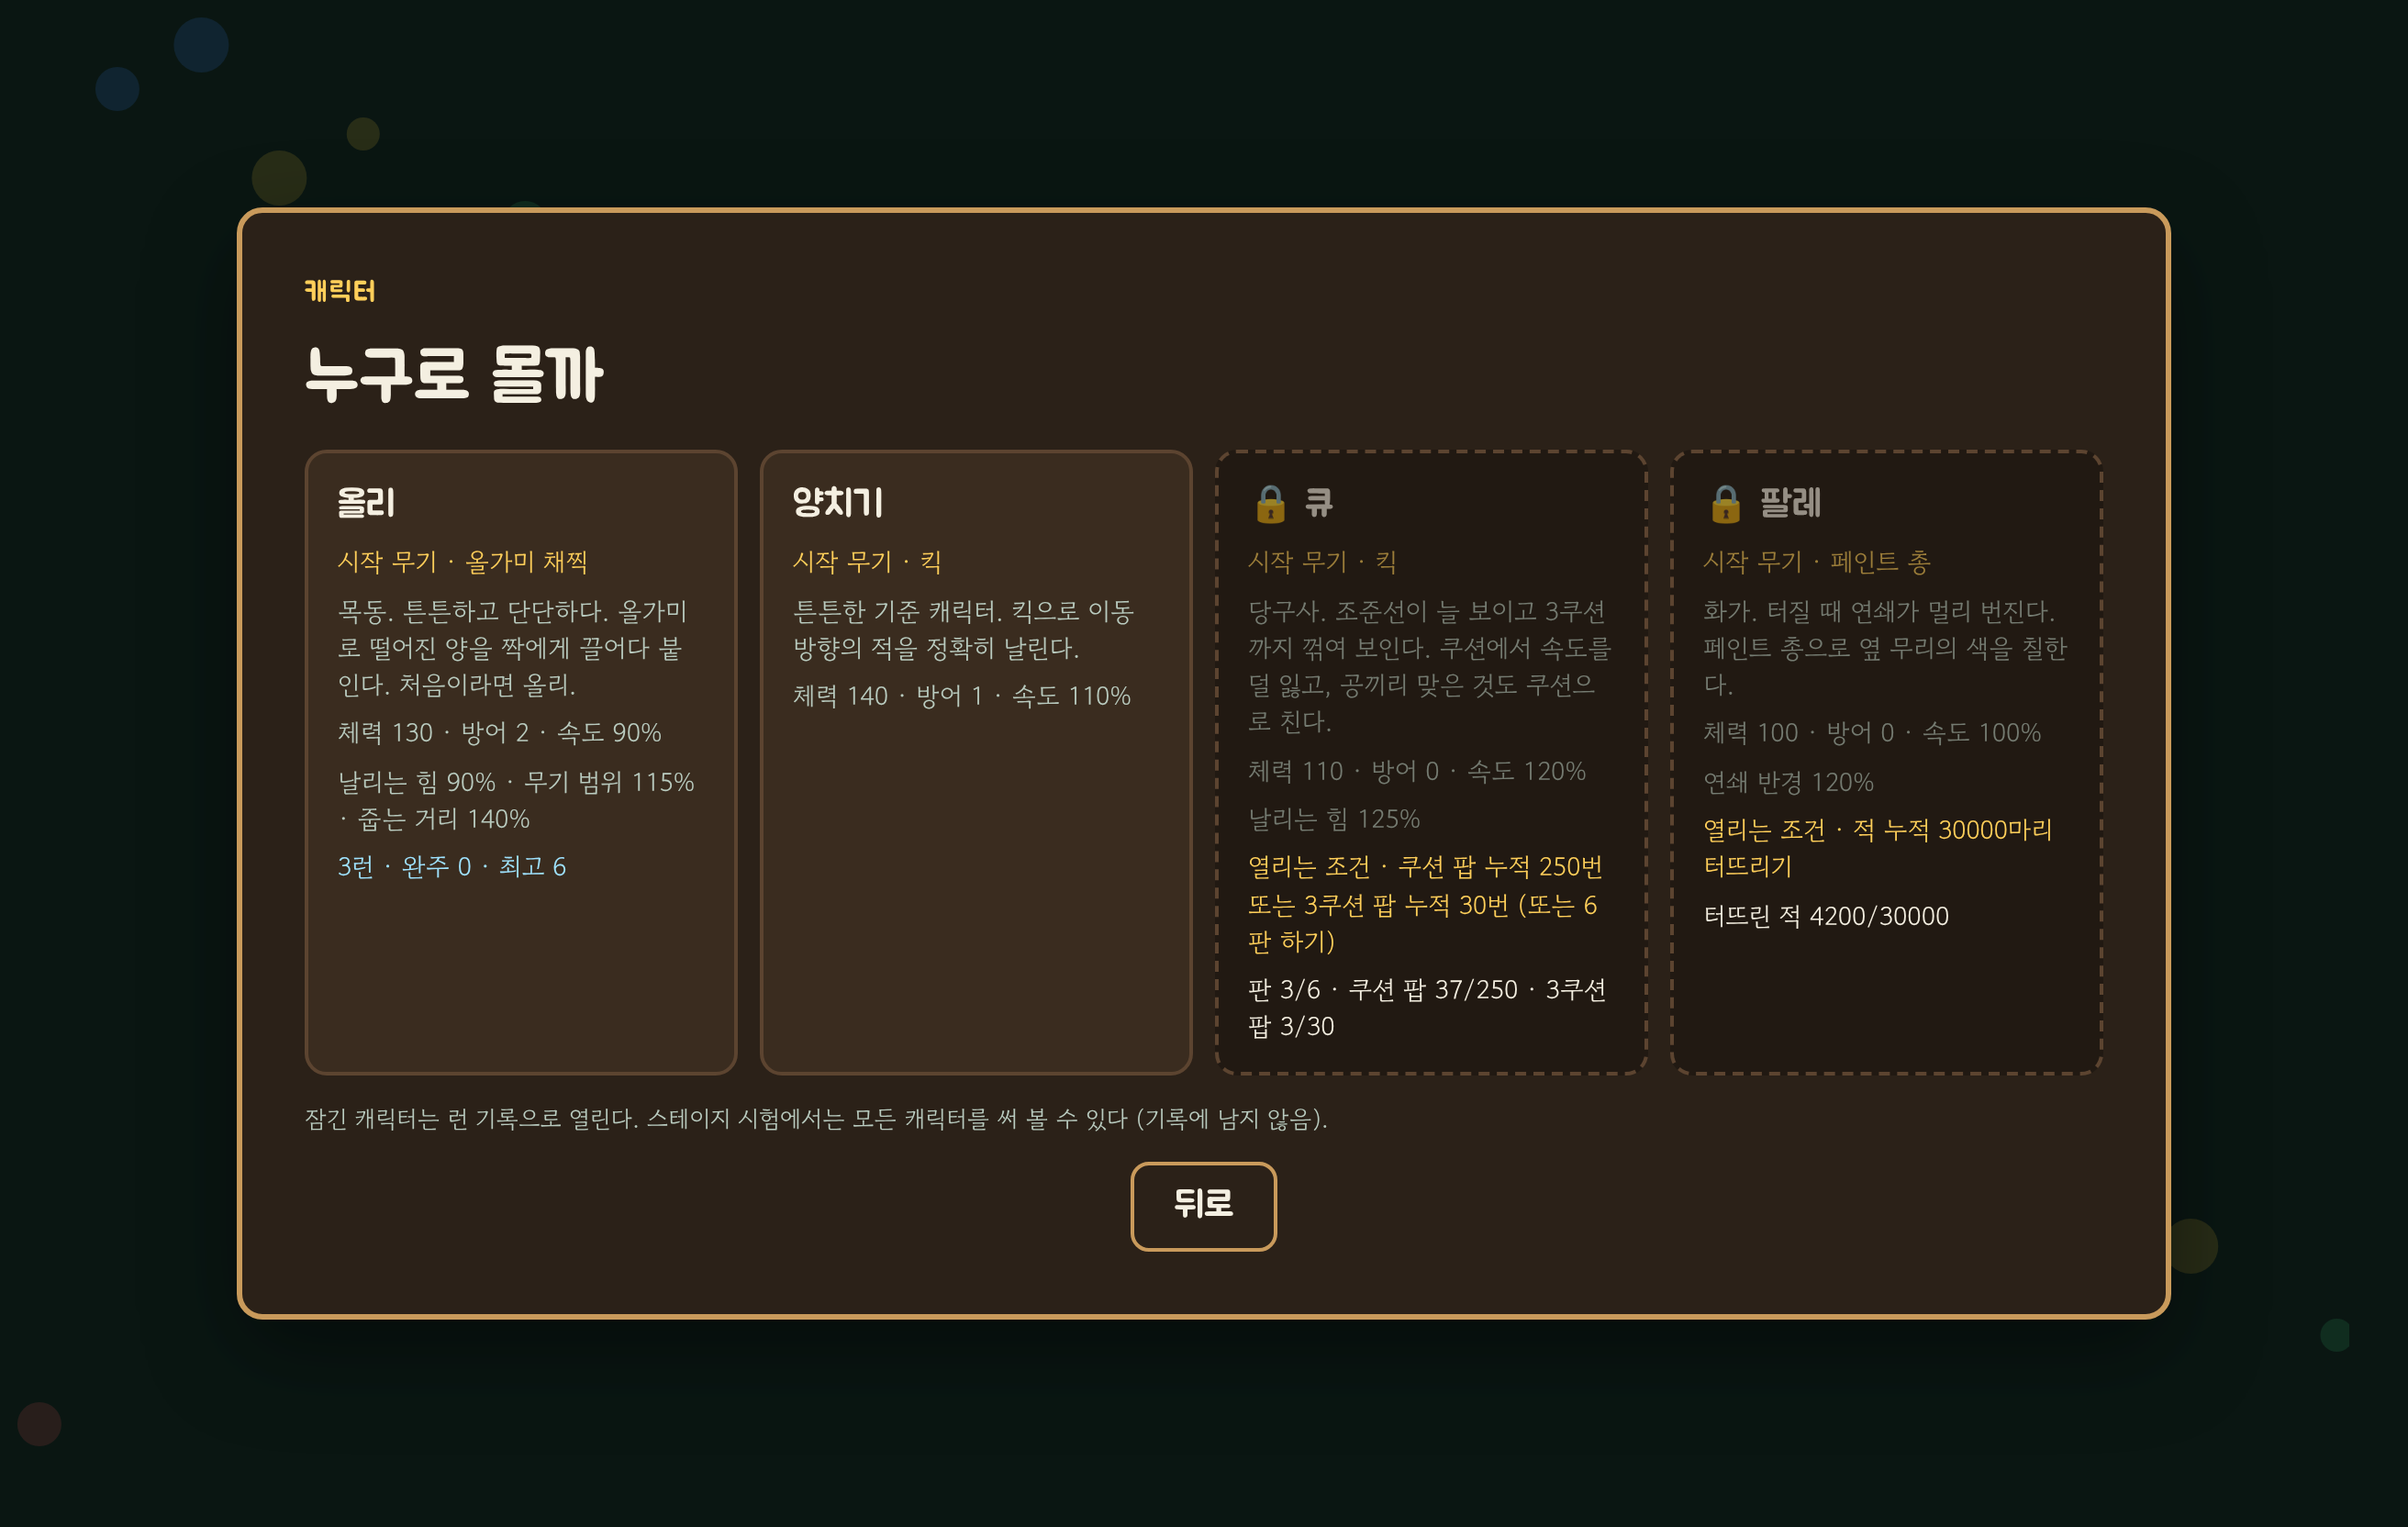 캐릭터
누구로 몰까
올리
시작 무기 · 올가미 채찍
목동. 튼튼하고 단단하다. 올가미
로 떨어진 양을 짝에게 끌어다 붙
인다. 처음이라면 올리.
체력 130 · 방어 2 · 속도 90%
날리는 힘 90% · 무기 범위 115%
· 줍는 거리 140%
3런 · 완주 0 · 최고 6
양치기
시작 무기 · 킥
튼튼한 기준 캐릭터. 킥으로 이동
방향의 적을 정확히 날린다.
체력 140 · 방어 1 · 속도 110%
🔒 큐
시작 무기 · 킥
당구사. 조준선이 늘 보이고 3쿠션
까지 꺾여 보인다. 쿠션에서 속도를
덜 잃고, 공끼리 맞은 것도 쿠션으
로 친다.
체력 110 · 방어 0 · 속도 120%
날리는 힘 125%
열리는 조건 · 쿠션 팝 누적 250번
또는 3쿠션 팝 누적 30번 (또는 6
판 하기)
판 3/6 · 쿠션 팝 37/250 · 3쿠션
팝 3/30
🔒 팔레
시작 무기 · 페인트 총
화가. 터질 때 연쇄가 멀리 번진다.
페인트 총으로 옆 무리의 색을 칠한
다.
체력 100 · 방어 0 · 속도 100%
연쇄 반경 120%
열리는 조건 · 적 누적 30000마리
터뜨리기
터뜨린 적 4200/30000
잠긴 캐릭터는 런 기록으로 열린다. 스테이지 시험에서는 모든 캐릭터를 써 볼 수 있다 (기록에 남지 않음).
뒤로